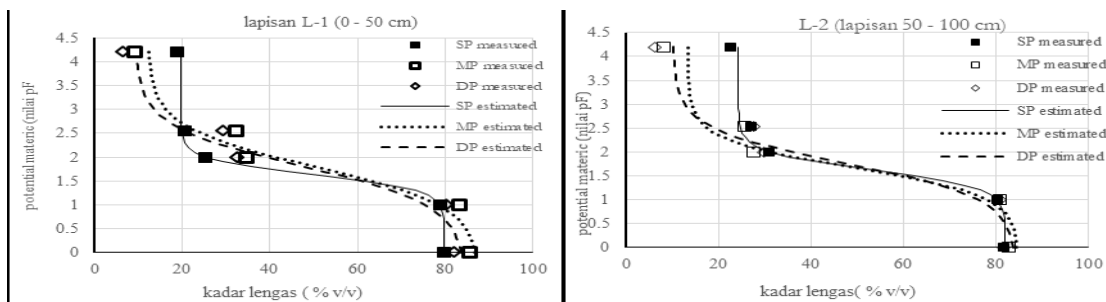 lapisan L-1 (0 - 50 cm)
4.5
4
3.5
3
2.5
2
1.5
1
0.5
0
potential materic (nilai pF)
SP measured
MP measured
DP measured
SP estimated
MP estimated
DP estimated
0 20 40 60 80 100
kadar lengas ( % v/v)
L-2 (lapisan 50 - 100 cm)
4.5
4
3.5
3
2.5
2
1.5
1
0.5
0
potential materic (nilai pF)
SP measured
MP measured
DP measured
SP estimated
MP estimated
DP estimated
0 20 40 60 80 100
kadar lengas ( % v/v)